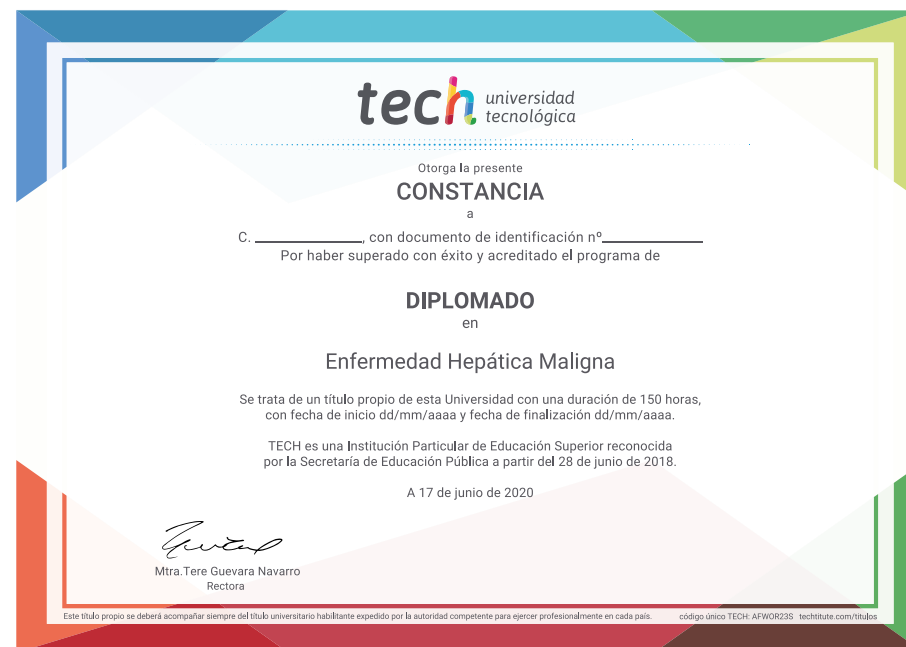 tech universidad
tecnológica
Otorga la presente
CONSTANCIA
a
C. ______________, con documento de identificación nº_____________
Por haber superado con éxito y acreditado el programa de
DIPLOMADO
en
Enfermedad Hepática Maligna
Se trata de un título propio de esta Universidad con una duración de 150 horas,
con fecha de inicio dd/mm/aaaa y fecha de finalización dd/mm/aaaa.
TECH es una Institución Particular de Educación Superior reconocida
por la Secretaría de Educación Pública a partir del 28 de junio de 2018.
A 17 de junio de 2020
Mtra.Tere Guevara Navarro
Rectora
Este título propio se deberá acompañar siempre del título universitario habilitante expedido por la autoridad competente para ejercer profesionalmente en cada país. código único TECH: AFWOR23S techtitute.com/titulos